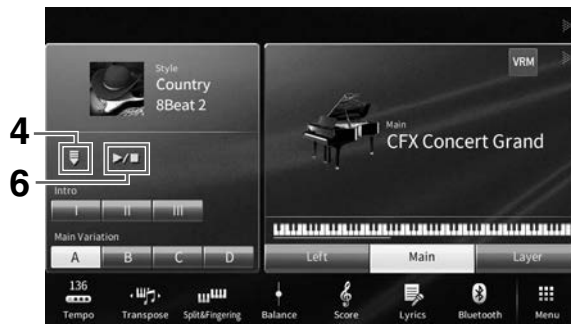 Style
Country
8Beat 2
4
6
Intro
I II III
Main Variation
A B C D
VRM
Main
CFX Concert Grand
Left Main Layer
136
Tempo Transpose Split&Fingering Balance Score Lyrics Bluetooth Menu